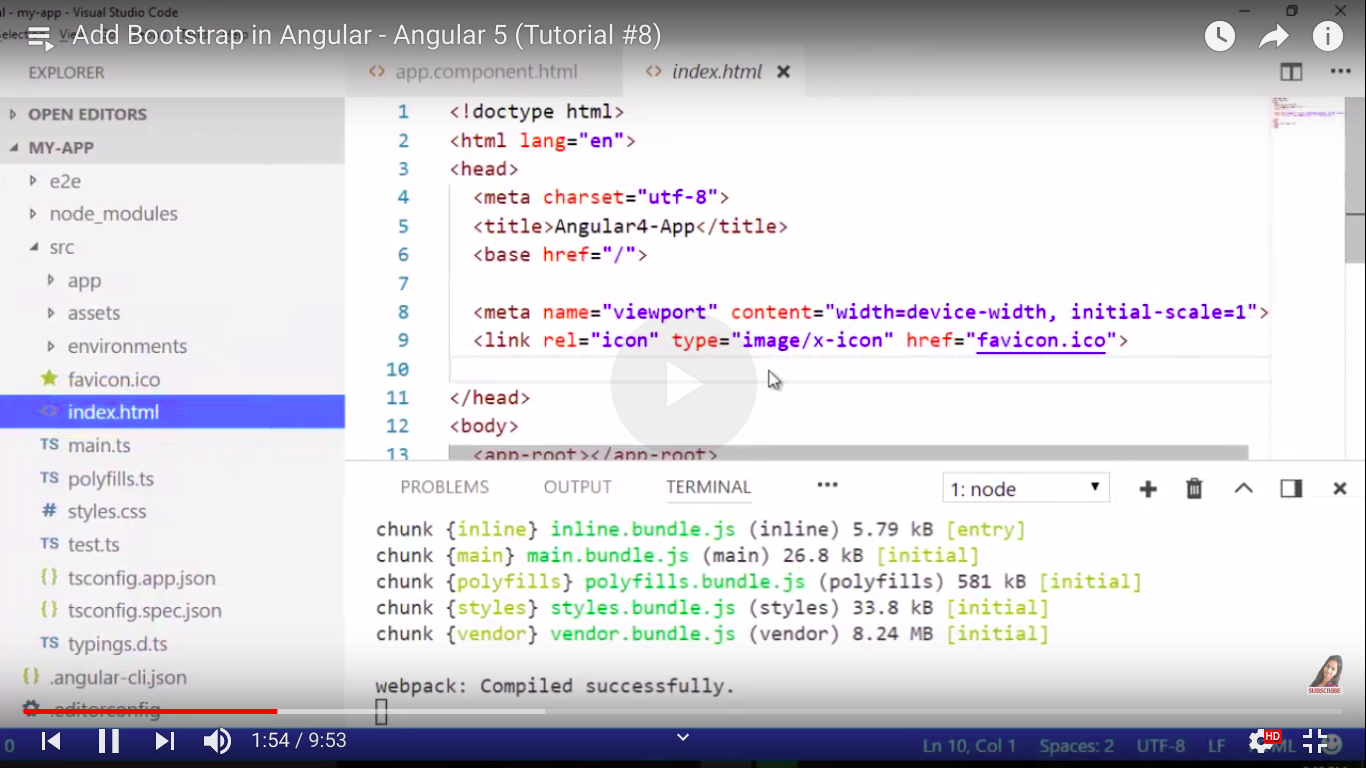 l - my-app - Visual Studio Code
Add Bootstrap in Angular - Angular 5 (Tutorial #8)
EXPLORER
app.component.html
index.html
OPEN EDITORS
MY-APP
e2e
node_modules
src
app
assets
environments
favicon.ico
index.html
TS main.ts
TS polyfills.ts
# styles.css
TS test.ts
{} tsconfig.app.json
{} tsconfig.spec.json
TS typings.d.ts
{} .angular-cli.json
.editorconfig
1 <!doctype html>
2 <html lang="en">
3 <head>
4 <meta charset="utf-8">
5 <title>Angular4-App</title>
6 <base href="/">
7
8 <meta name="viewport" content="width=device-width, initial-scale=1">
9 <link rel="icon" type="image/x-icon" href="favicon.ico">
10
11 </head>
12 <body>
13 <app-root></app-root>
PROBLEMS OUTPUT TERMINAL ••• 1: node
chunk {inline} inline.bundle.js (inline) 5.79 kB [entry]
chunk {main} main.bundle.js (main) 26.8 kB [initial]
chunk {polyfills} polyfills.bundle.js (polyfills) 581 kB [initial]
chunk {styles} styles.bundle.js (styles) 33.8 kB [initial]
chunk {vendor} vendor.bundle.js (vendor) 8.24 MB [initial]
webpack: Compiled successfully.
SUBSCRIBE
0 1:54 / 9:53 Ln 10, Col 1 Spaces: 2 UTF-8 LF HD